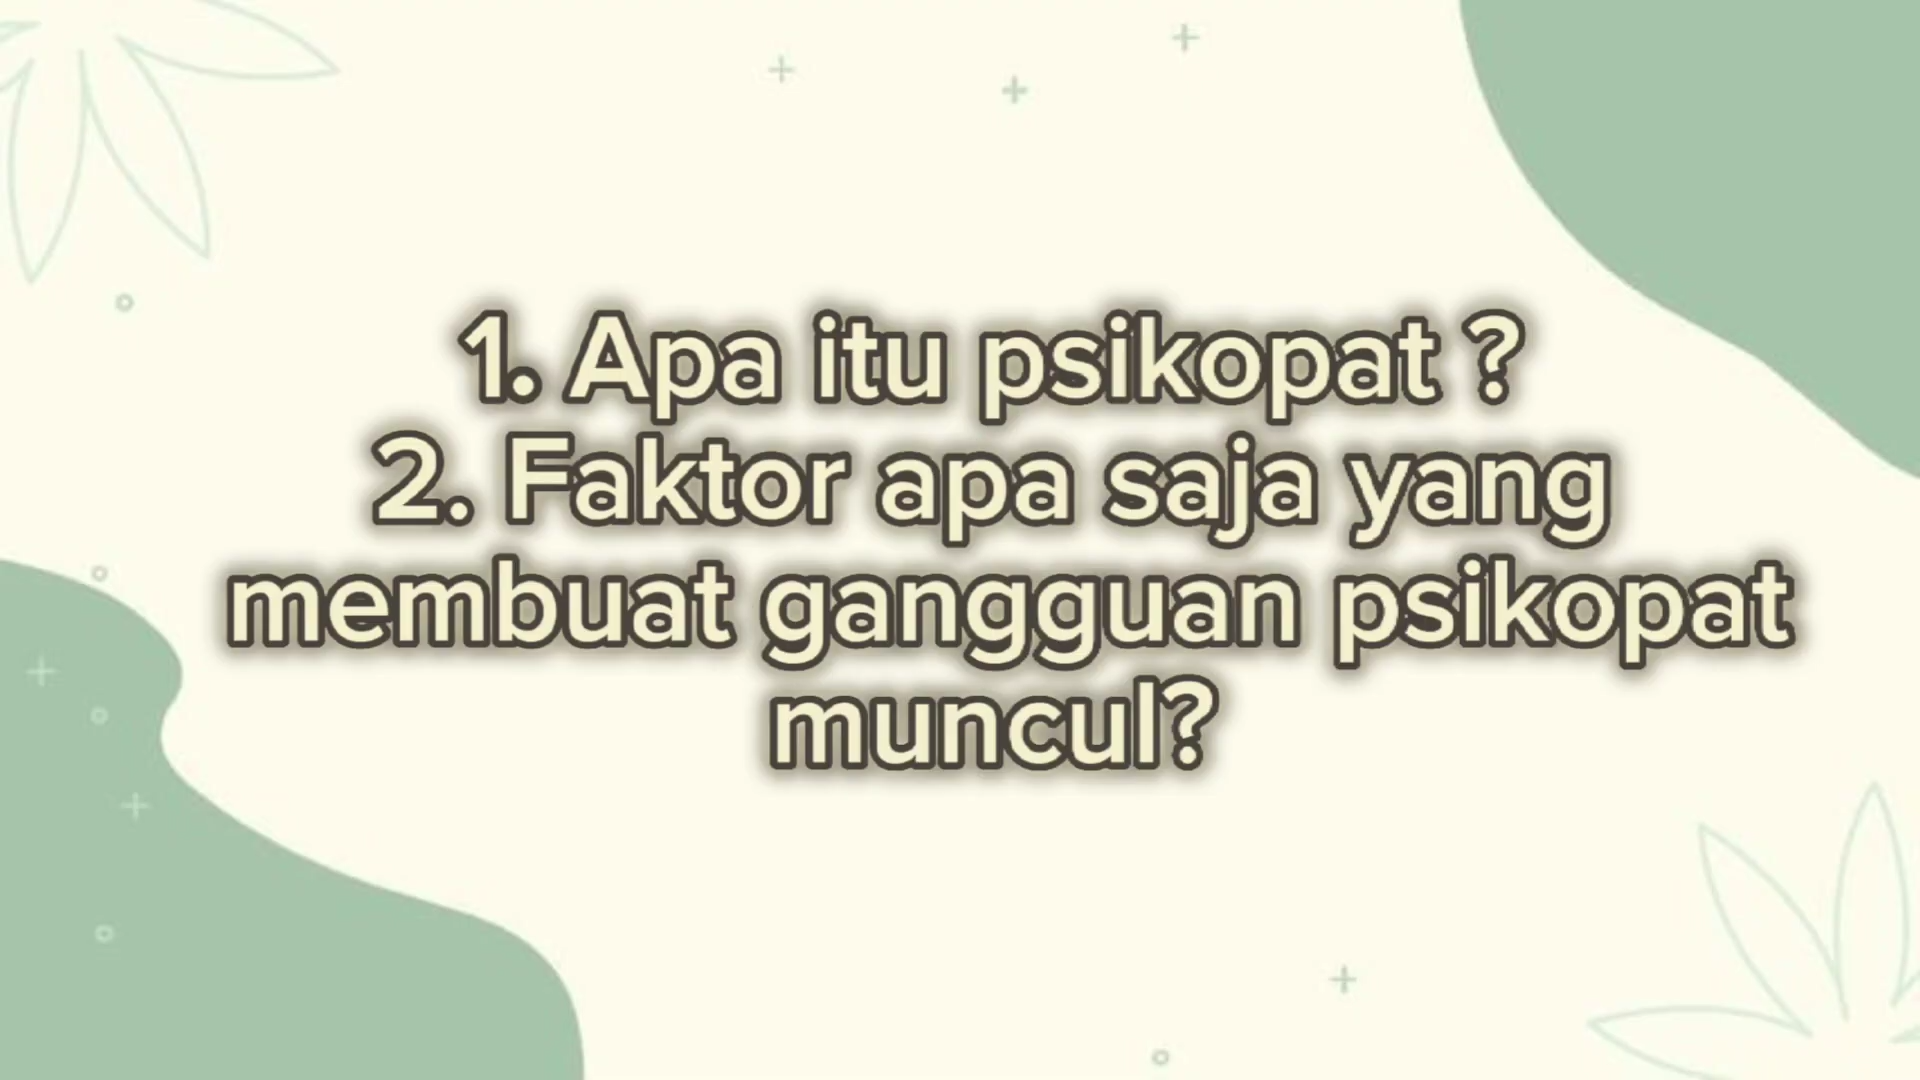 1. Apa itu psikopat ?
2. Faktor apa saja yang
membuat gangguan psikopat
muncul?